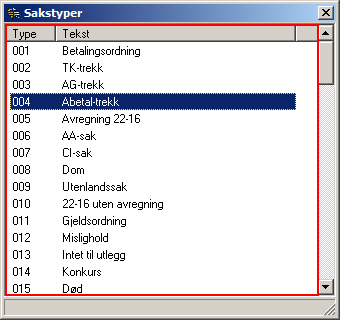 Sakstyper
Type Tekst
001 Betalingsordning
002 TK-trekk
003 AG-trekk
004 Abetal-trekk
005 Avregning 22-16
006 AA-sak
007 CI-sak
008 Dom
009 Utenlandssak
010 22-16 uten avregning
011 Gjeldsordning
012 Mislighold
013 Intet til utlegg
014 Konkurs
015 Død